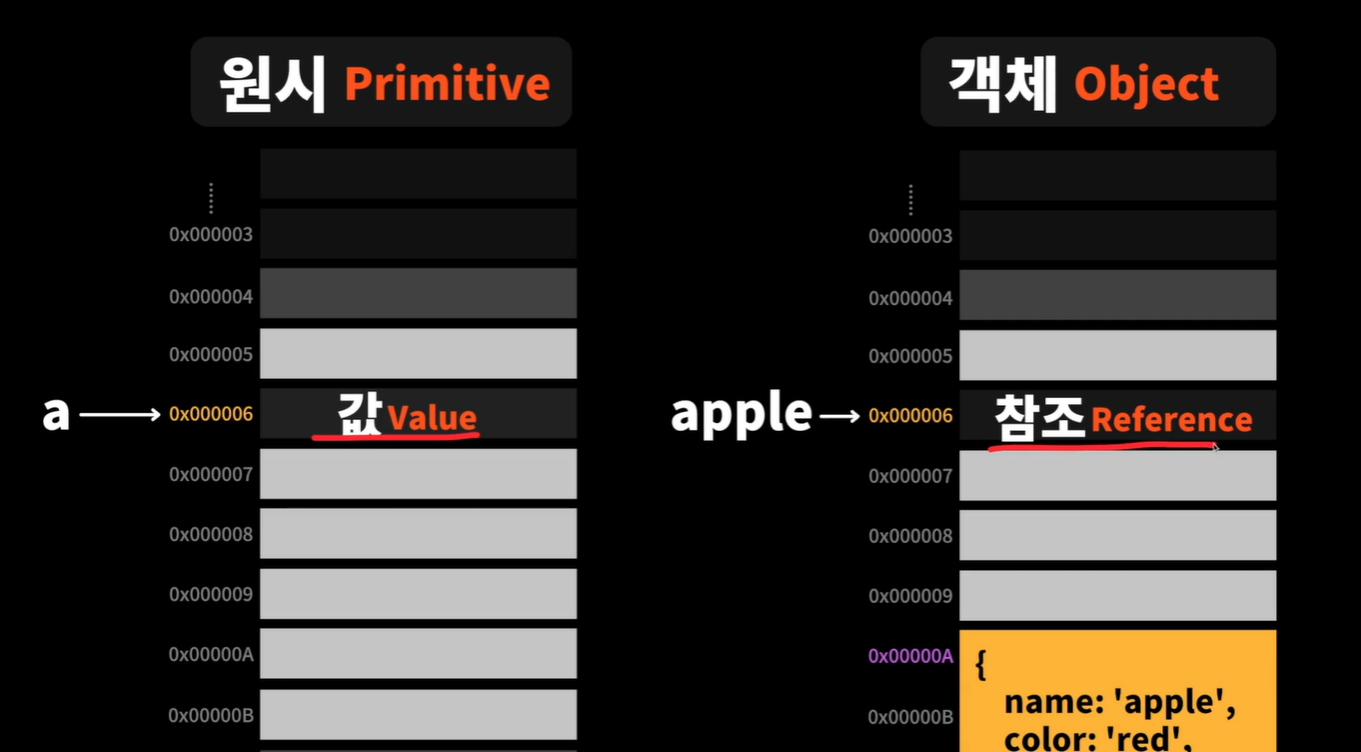 원시 Primitive
0x000003
0x000004
0x000005
a
0x000006
값 Value
0x000007
0x000008
0x000009
0x00000A
0x00000B
객체 Object
0x000003
0x000004
0x000005
apple
0x000006
참조 Reference
0x000007
0x000008
0x000009
0x00000A
{
0x00000B
name: 'apple',
color: 'red',